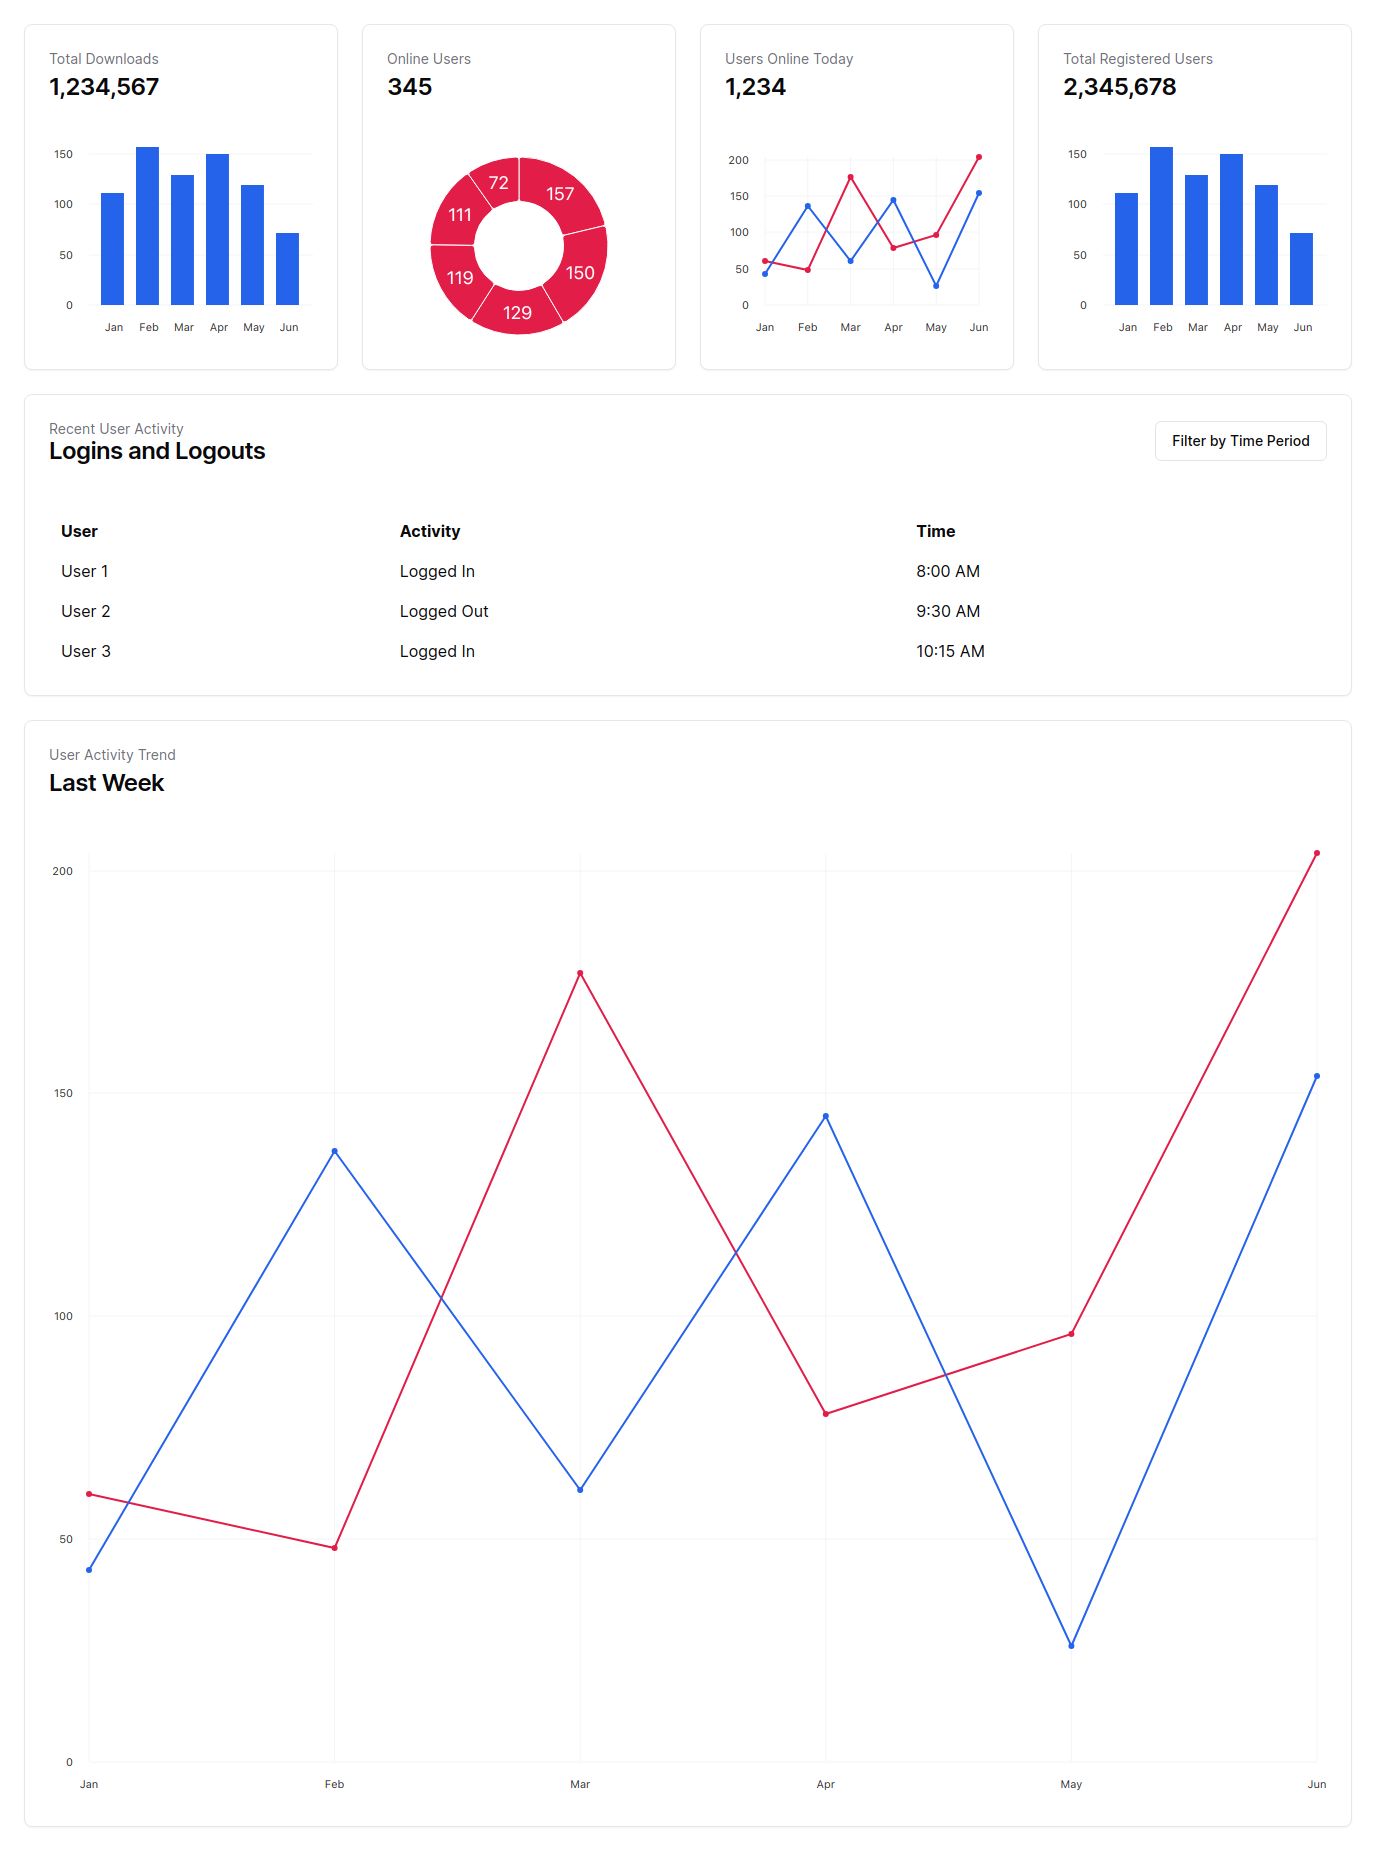 Total Downloads
1,234,567
150
100
50
0
Jan Feb Mar Apr May Jun
Online Users
345
72
157
111
150
119
129
Users Online Today
1,234
200
150
100
50
0
Jan Feb Mar Apr May Jun
Total Registered Users
2,345,678
150
100
50
0
Jan Feb Mar Apr May Jun
Recent User Activity
Logins and Logouts
Filter by Time Period
User Activity Time
User 1 Logged In 8:00 AM
User 2 Logged Out 9:30 AM
User 3 Logged In 10:15 AM
User Activity Trend
Last Week
200
150
100
50
0
Jan Feb Mar Apr May Jun